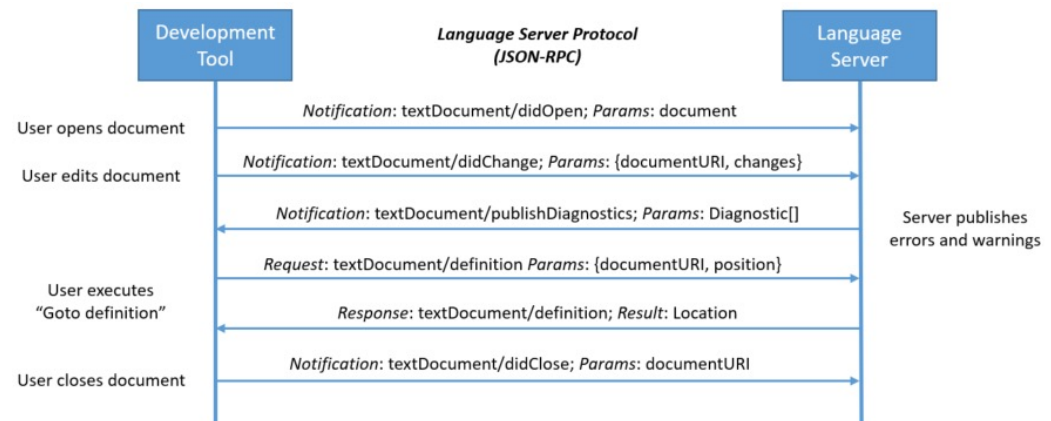 Development
Tool
Language Server Protocol
(JSON-RPC)
Language
Server
Notification: textDocument/didOpen; Params: document
User opens document
Notification: textDocument/didChange; Params: {documentURI, changes}
User edits document
Notification: textDocument/publishDiagnostics; Params: Diagnostic[]
Server publishes
errors and warnings
Request: textDocument/definition Params: {documentURI, position}
User executes
“Goto definition”
Response: textDocument/definition; Result: Location
Notification: textDocument/didClose; Params: documentURI
User closes document